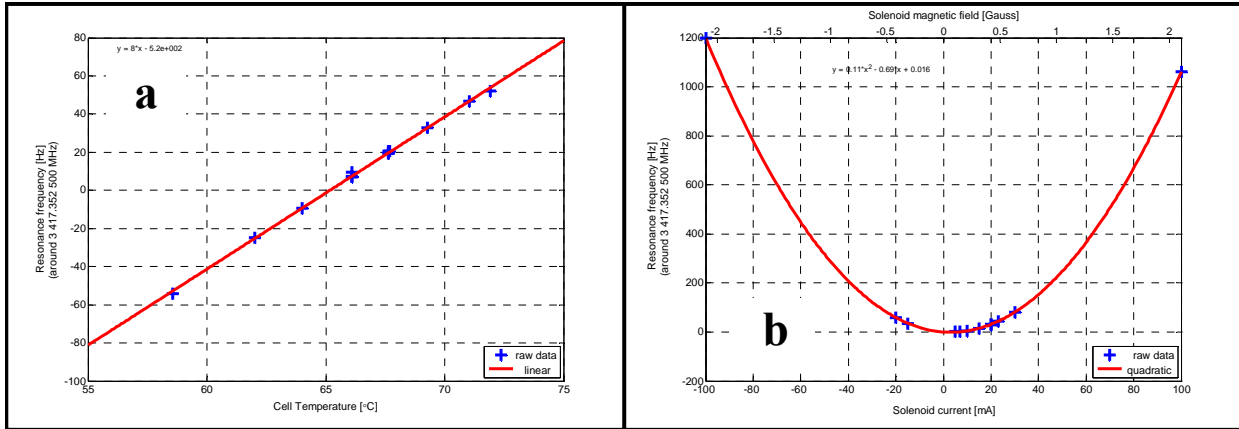 y = 8*x - 5.2e+002
a
80
60
40
20
0
-20
-40
-60
-80
-100
Resonance frequency [Hz]
(around 3 417.352 500 MHz)
55
60
65
70
75
Cell Temperature [°C]
raw data
linear
Solenoid magnetic field [Gauss]
-2
-1.5
-1
-0.5
0
0.5
1
1.5
2
y = 0.11*x² - 0.69*x + 0.016
b
1200
1000
800
600
400
200
0
-200
Resonance frequency [Hz]
(around 3 417.352 500 MHz)
-100
-80
-60
-40
-20
0
20
40
60
80
100
Solenoid current [mA]
raw data
quadratic